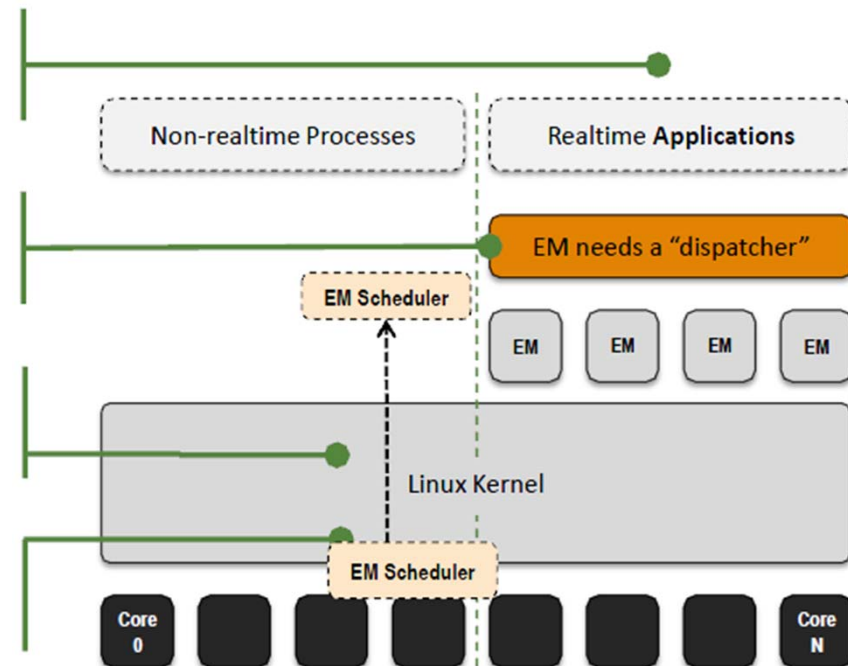 Non-realtime Processes
Realtime Applications
EM needs a “dispatcher”
EM Scheduler
EM
EM
EM
EM
Linux Kernel
EM Scheduler
Core
0
Core
N